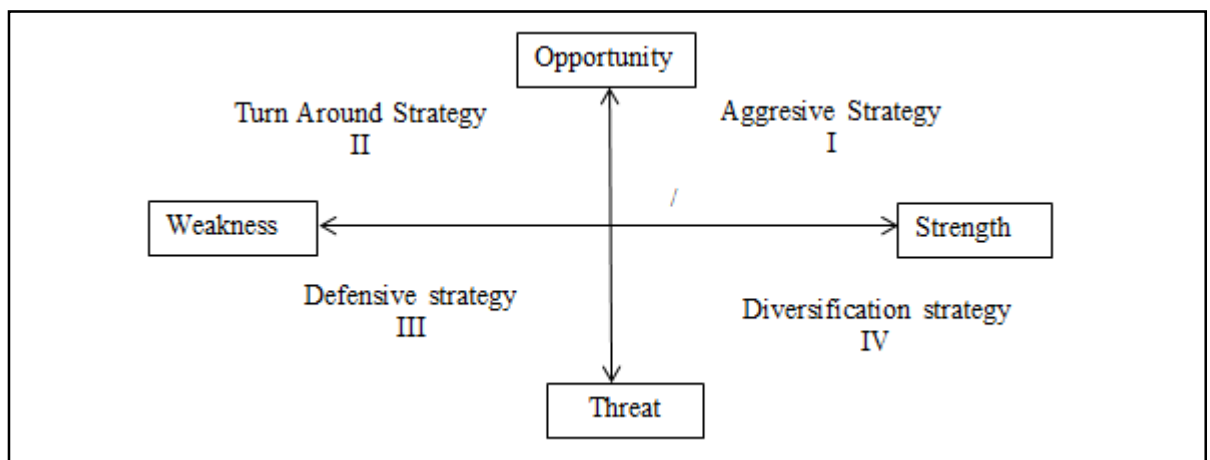 Opportunity
Turn Around Strategy
II
Aggresive Strategy
I
/
Weakness
Strength
Defensive strategy
III
Diversification strategy
IV
Threat